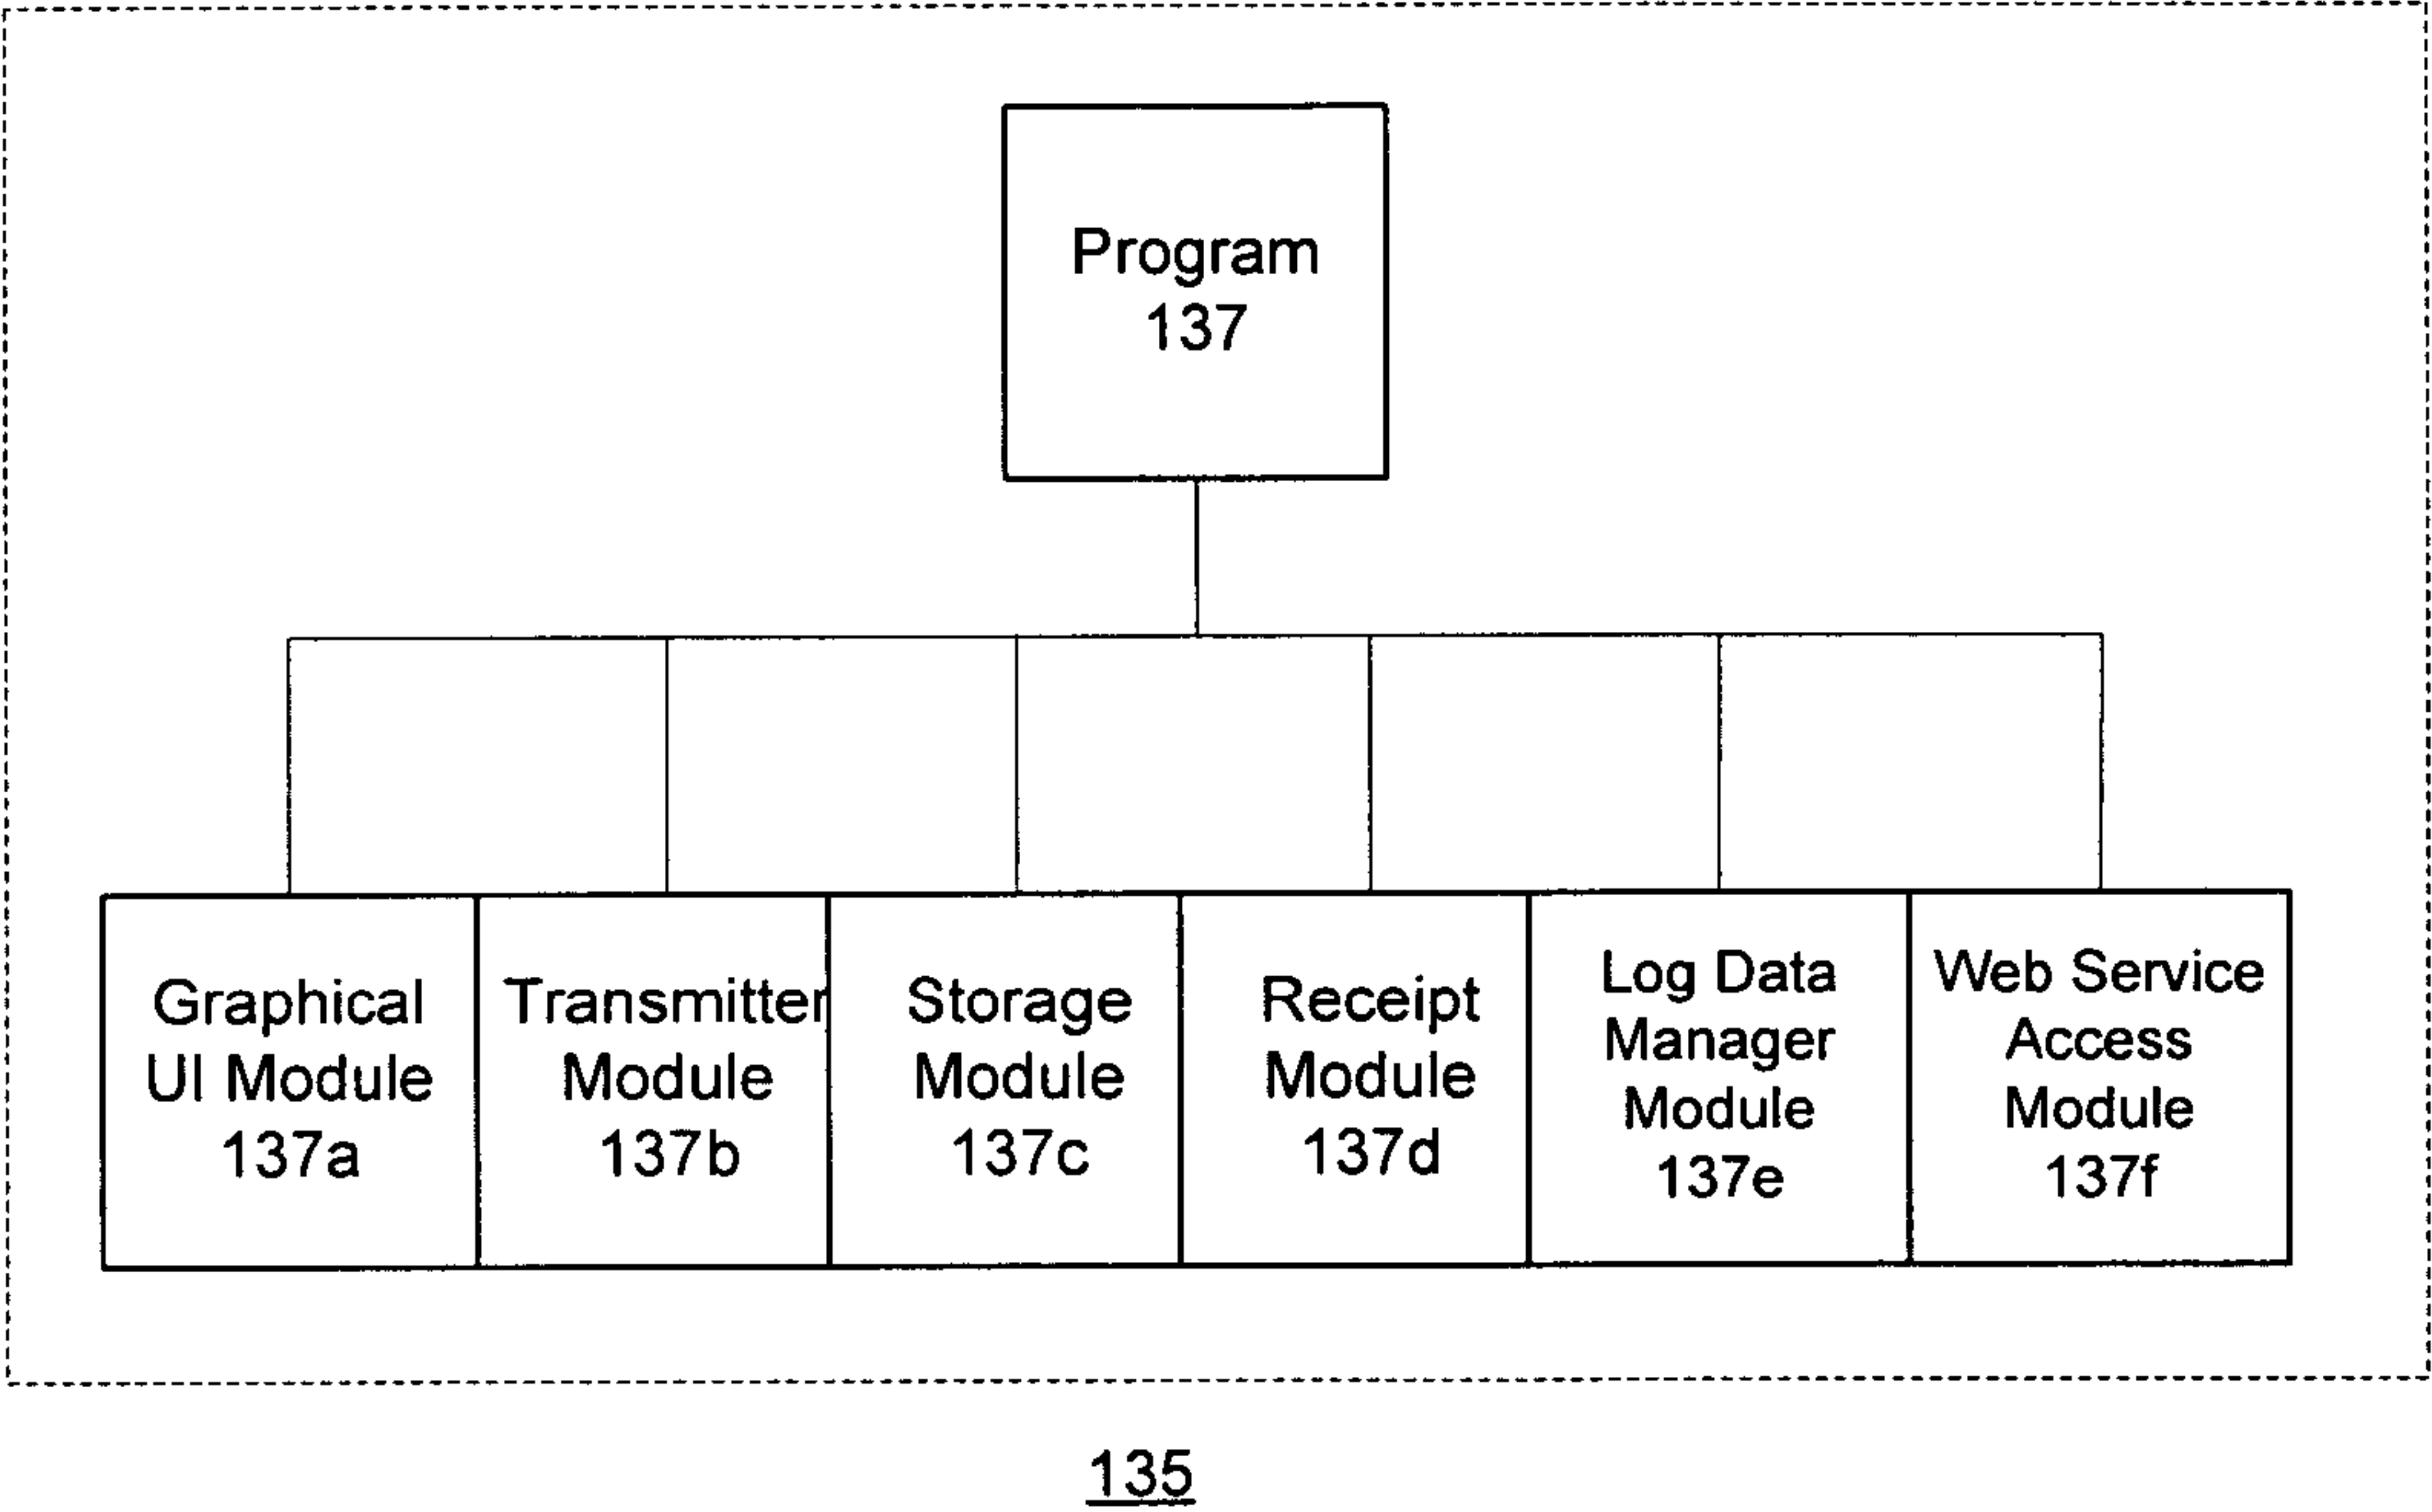 Program
137
Graphical
UI Module
137a
Transmitter
Module
137b
Storage
Module
137c
Receipt
Module
137d
Log Data
Manager
Module
137e
Web Service
Access
Module
137f
135